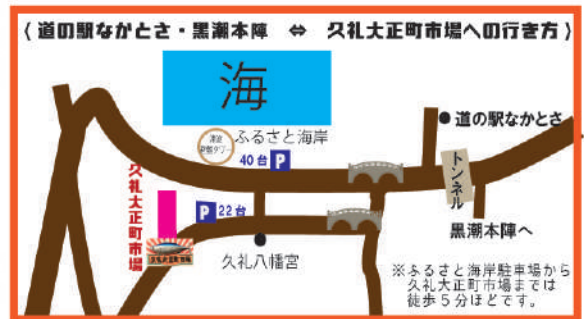 (道の駅なかとさ・黒潮本陣 ⇔ 久礼大正町市場への行き方)
海
ふるさと海岸
40台 P
道の駅なかとさ
トンネル
久礼大正町市場
P 22台
久礼八幡宮
黒潮本陣へ
※ふるさと海岸駐車場から
久礼大正町市場までは
徒歩5分ほどです。